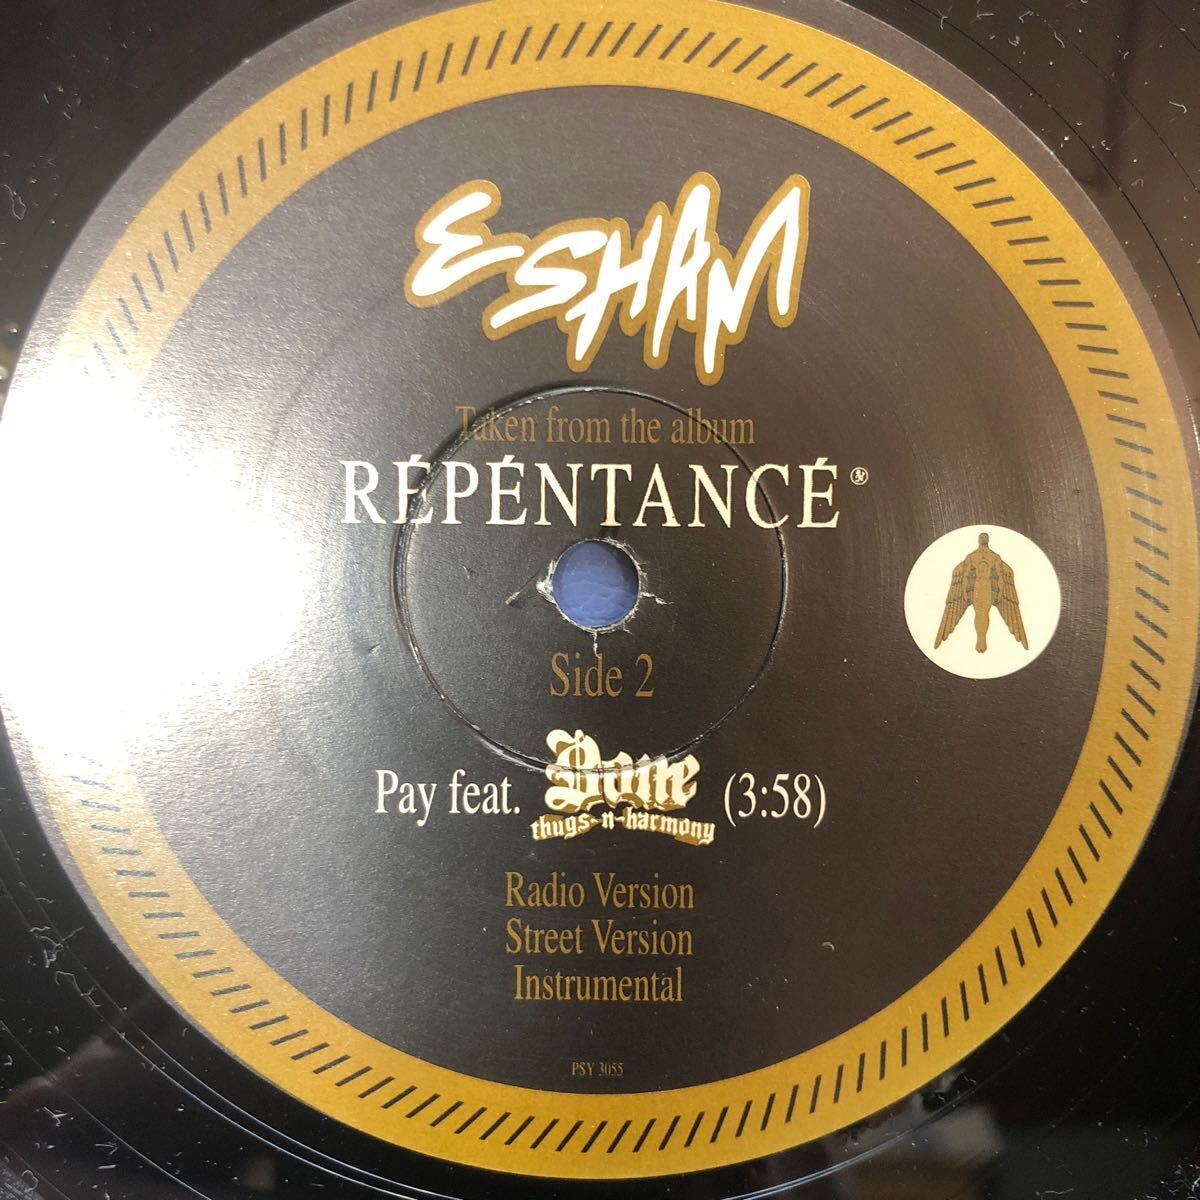 ESHAM
Taken from the album
RÉPÉNTANCÉ
Side 2
Pay feat. Bone thugs-n-harmony (3:58)
Radio Version
Street Version
Instrumental
PSY 3055